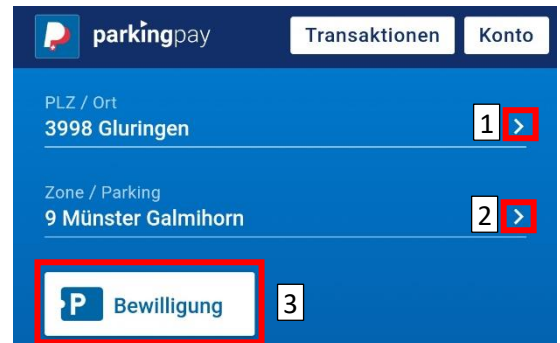 parkingpay Transaktionen Konto
PLZ / Ort
3998 Gluringen 1
Zone / Parking
9 Münster Galmihorn 2
P Bewilligung 3